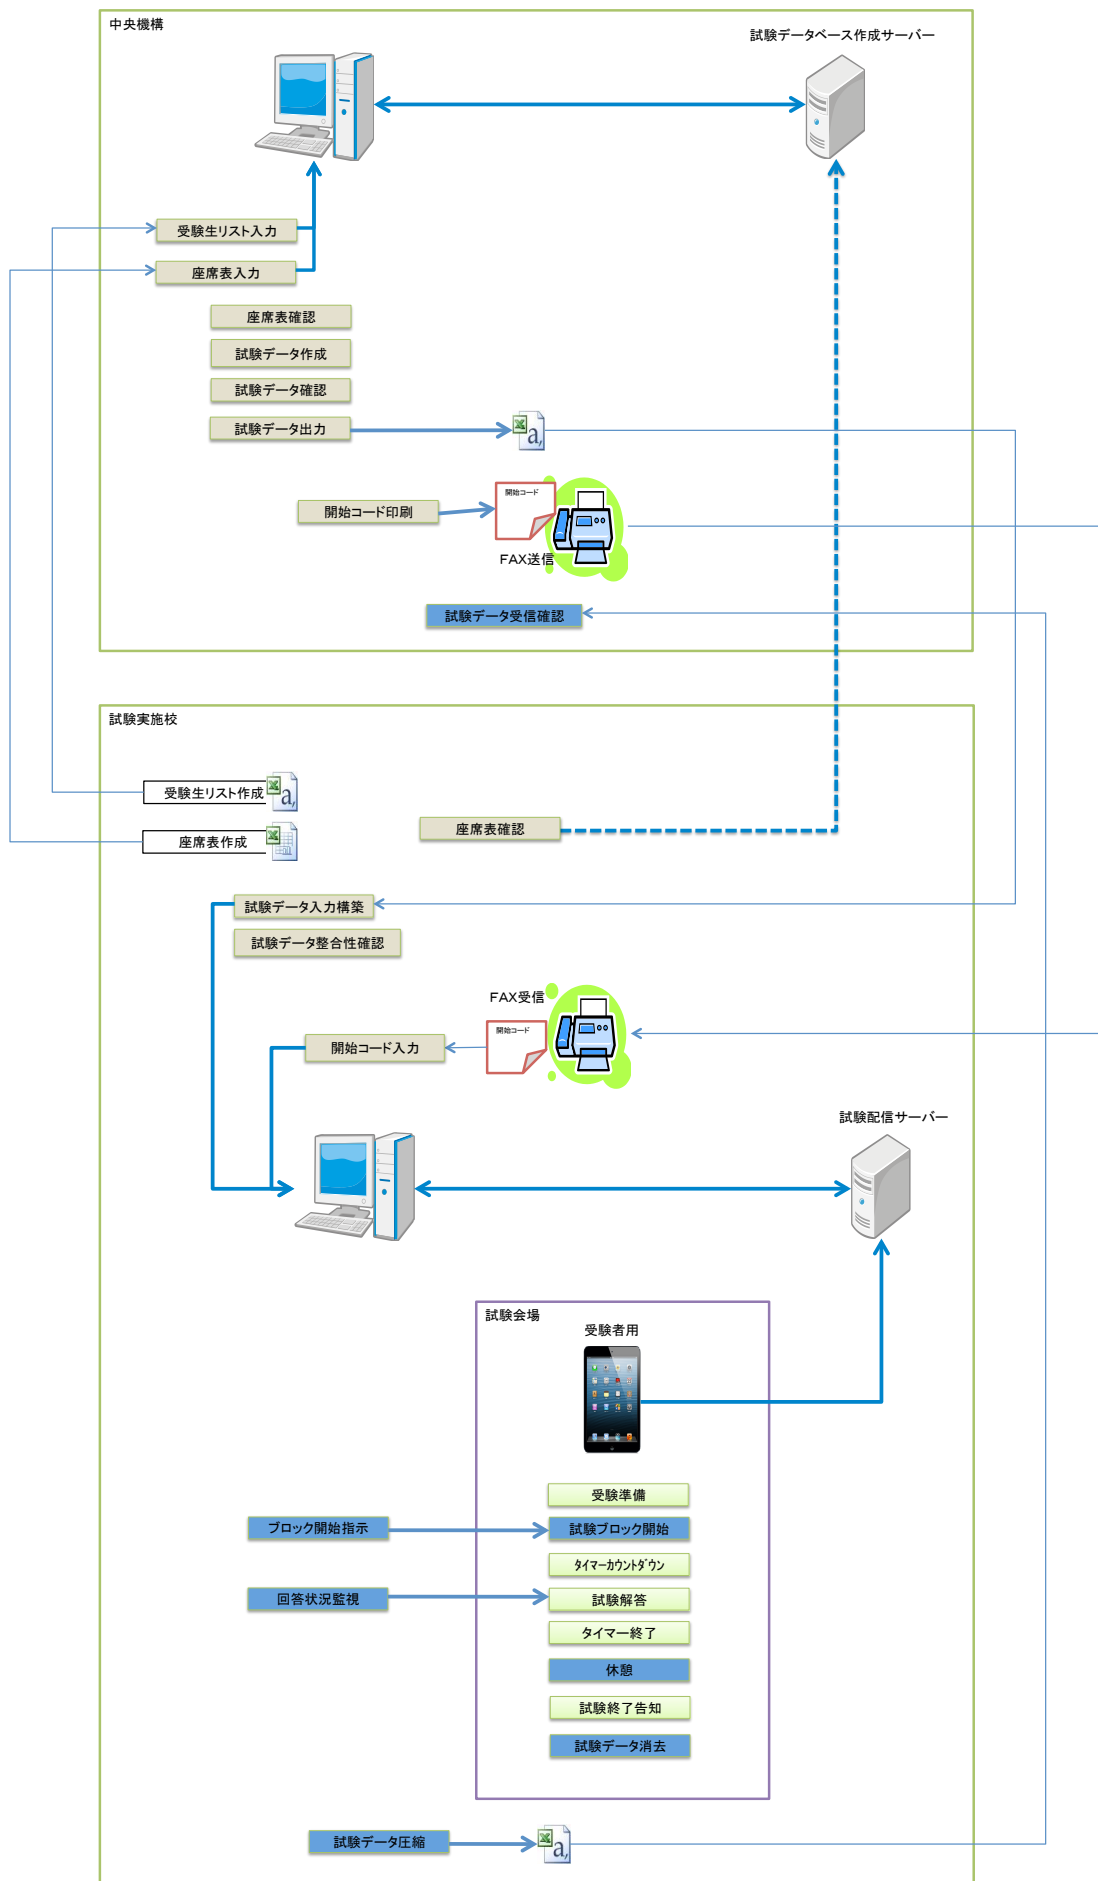 中央機構
試験データベース作成サーバー
受験生リスト入力
座席表入力
座席表確認
試験データ作成
試験データ確認
試験データ出力
a,
開始コード印刷
開始コード
FAX送信
試験データ受信確認
試験実施校
受験生リスト作成
a,
座席表作成
座席表確認
試験データ入力構築
試験データ整合性確認
FAX受信
開始コード入力
開始コード
試験配信サーバー
試験会場
受験者用
受験準備
ブロック開始指示
試験ブロック開始
タイマーカウントダウン
回答状況監視
試験解答
タイマー終了
休憩
試験終了告知
試験データ消去
試験データ圧縮
a,